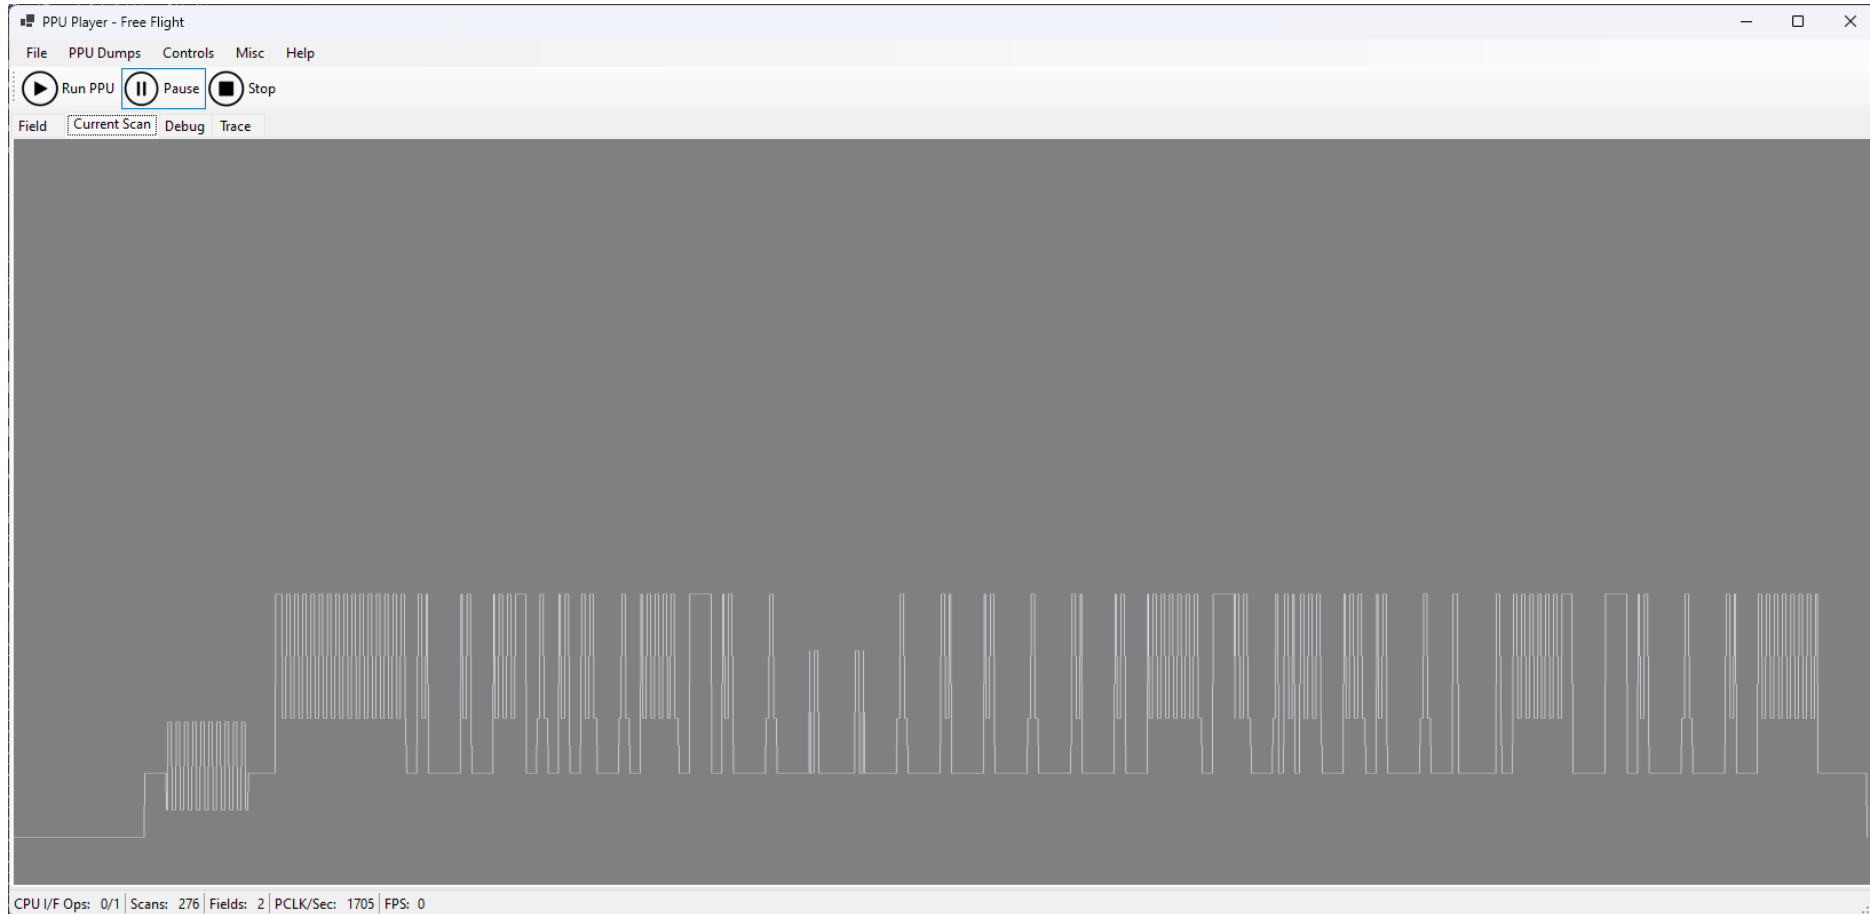 PPU Player - Free Flight
File PPU Dumps Controls Misc Help
Run PPU Pause Stop
Field Current Scan Debug Trace
CPU I/F Ops: 0/1 Scans: 276 Fields: 2 PCLK/Sec: 1705 FPS: 0